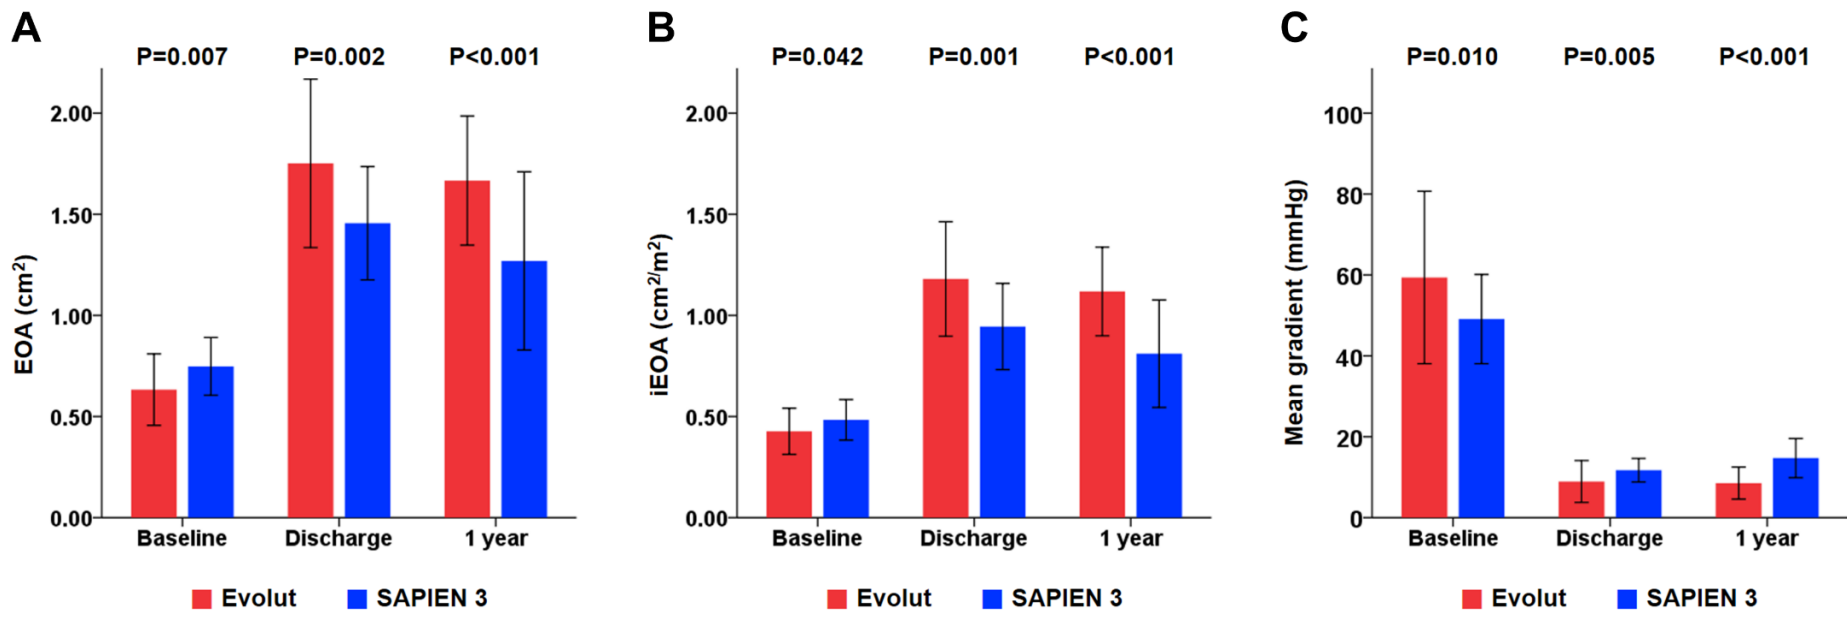 A
P=0.007 P=0.002 P<0.001
2.00
1.50
1.00
0.50
0.00
EOA (cm²)
Baseline Discharge 1 year
Evolut SAPIEN 3
B
P=0.042 P=0.001 P<0.001
2.00
1.50
1.00
0.50
0.00
iEOA (cm²/m²)
Baseline Discharge 1 year
Evolut SAPIEN 3
C
P=0.010 P=0.005 P<0.001
100
80
60
40
20
0
Mean gradient (mmHg)
Baseline Discharge 1 year
Evolut SAPIEN 3